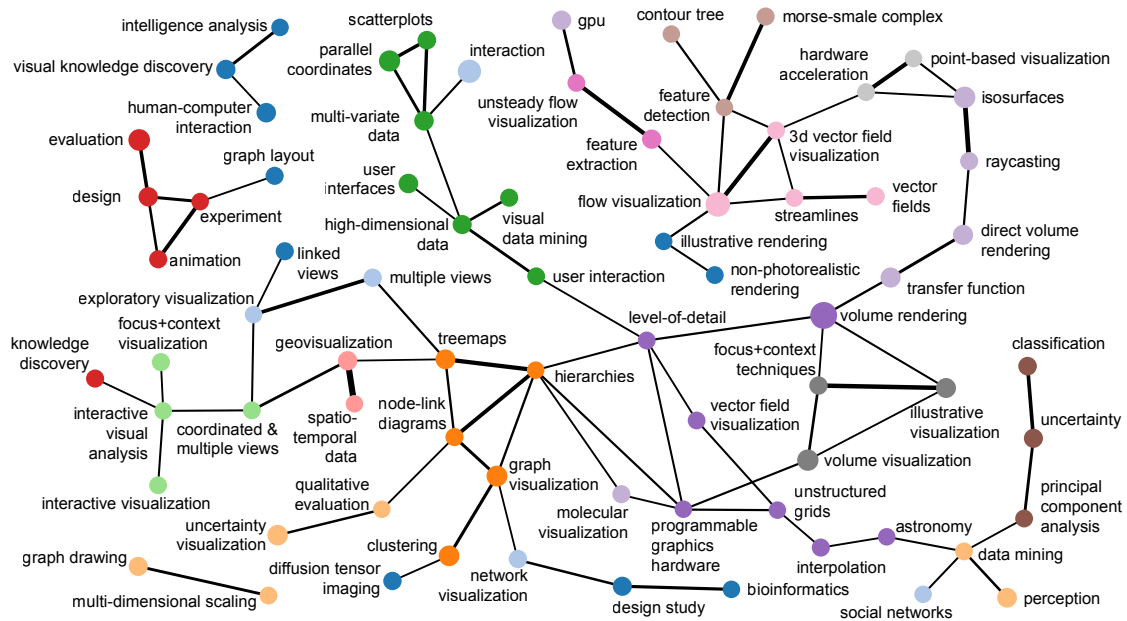 intelligence analysis
visual knowledge discovery
human-computer
interaction
evaluation
graph layout
design
experiment
animation
scatterplots
parallel
coordinates
interaction
multi-variate
data
user
interfaces
high-dimensional
data
visual
data mining
user interaction
gpu
unsteady flow
visualization
feature
extraction
contour tree
morse-smale complex
feature
detection
hardware
acceleration
point-based visualization
isosurfaces
3d vector field
visualization
raycasting
flow visualization
streamlines
vector
fields
illustrative rendering
non-photorealistic
rendering
direct volume
rendering
transfer function
linked
views
multiple views
exploratory visualization
focus+context
visualization
knowledge
discovery
geovisualization
treemaps
hierarchies
level-of-detail
volume rendering
focus+context
techniques
illustrative
visualization
classification
interactive
visual
analysis
coordinated &
multiple views
spatio-
temporal
data
node-link
diagrams
vector field
visualization
volume visualization
uncertainty
interactive visualization
qualitative
evaluation
graph
visualization
molecular
visualization
programmable
graphics
hardware
unstructured
grids
principal
component
analysis
uncertainty
visualization
clustering
astronomy
data mining
interpolation
graph drawing
multi-dimensional scaling
diffusion tensor
imaging
network
visualization
design study
bioinformatics
social networks
perception